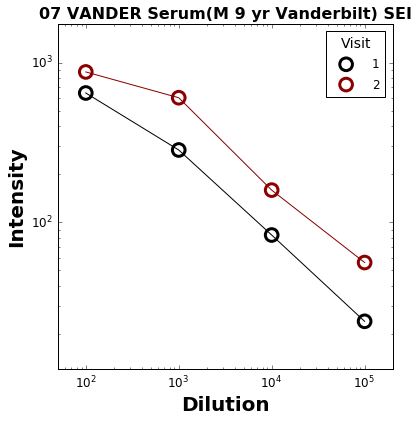 07 VANDER Serum(M 9 yr Vanderbilt) SEI
Visit
1
2
Intensity
10³
10²
10² 10³ 10⁴ 10⁵
Dilution